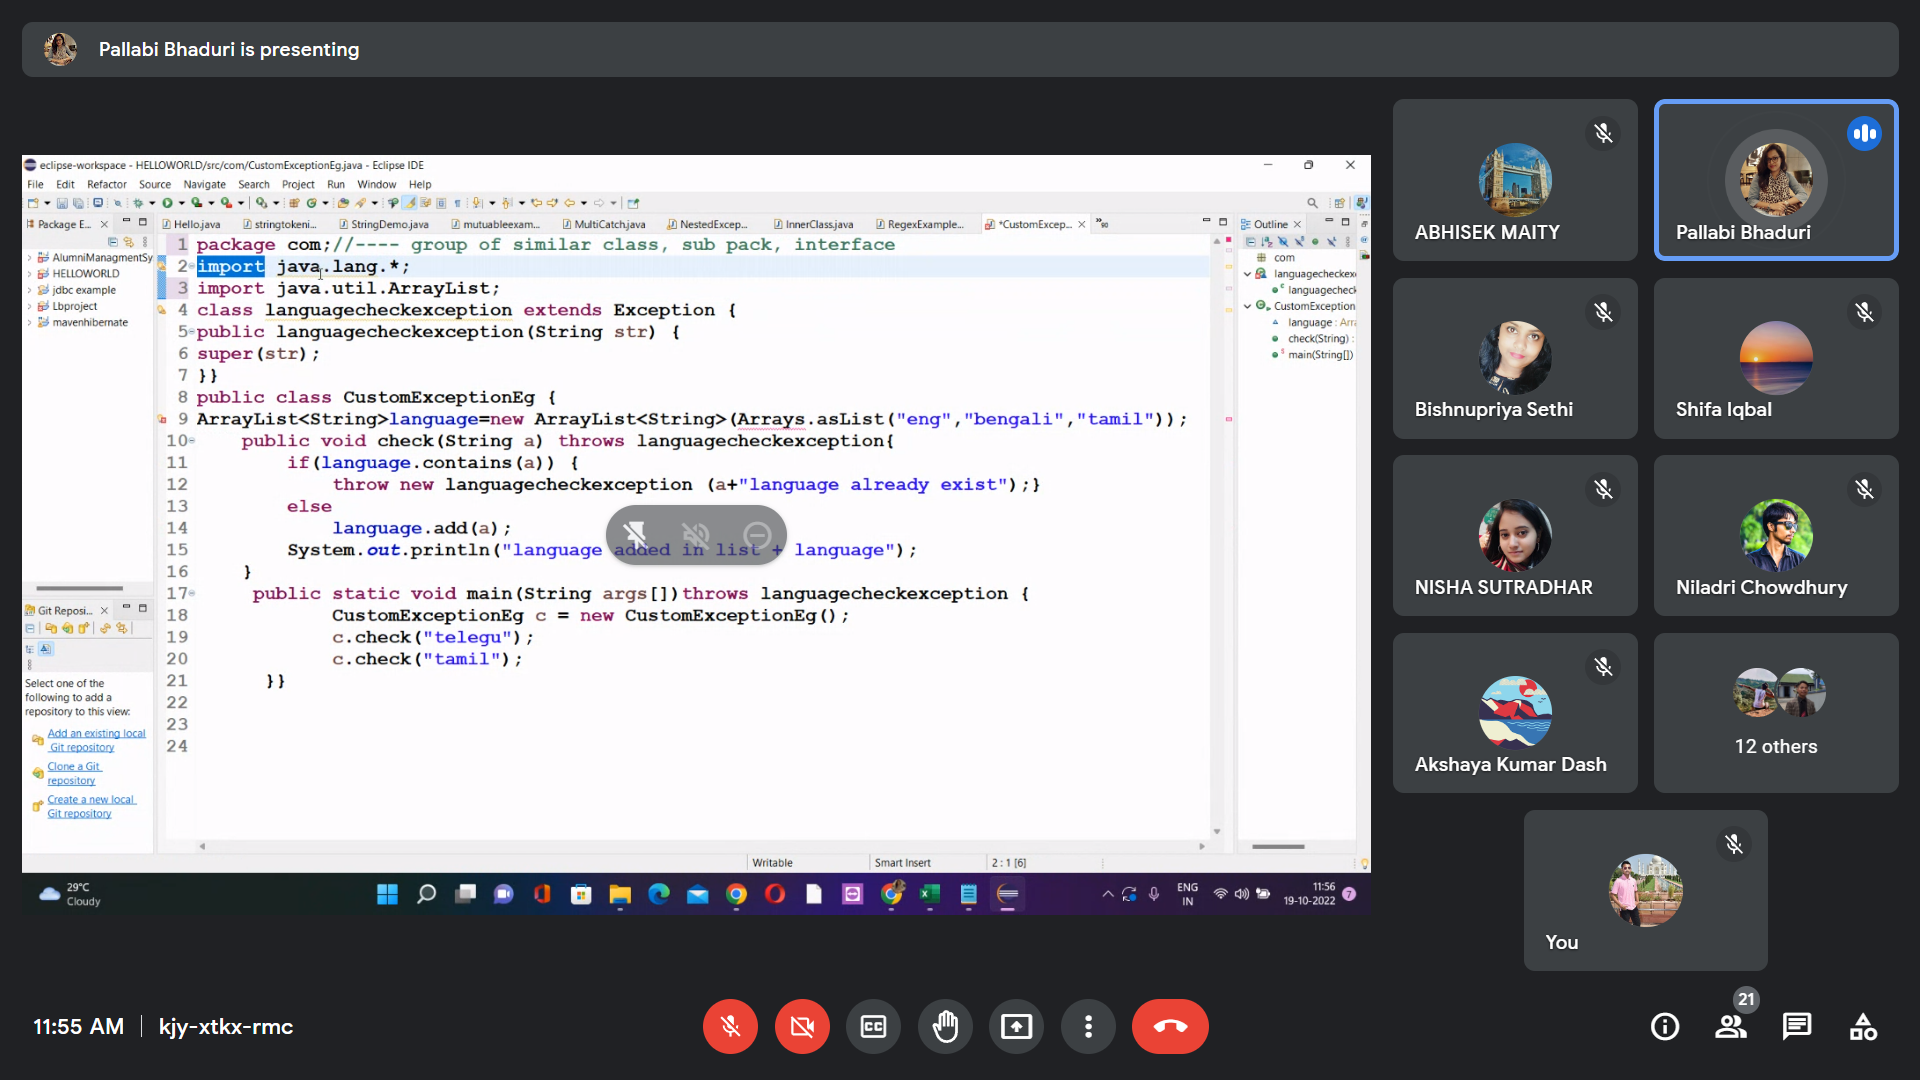 Pallabi Bhaduri is presenting
eclipse-workspace - HELLOWORLD/src/com/CustomExceptionEg.java - Eclipse IDE
File Edit Refactor Source Navigate Search Project Run Window Help
Package E...
Hello.java stringtokeni... StringDemo.java mutuableexam... MultiCatch.java NestedExcep... InnerClass.java RegexExample... *CustomExcep...
Outline
AlumniManagmentSy
HELLOWORLD
jdbc example
Lbproject
mavenhibernate
1 package com;//---- group of similar class, sub pack, interface
2 import java.lang.*;
3 import java.util.ArrayList;
4 class languagecheckexception extends Exception {
5 public languagecheckexception(String str) {
6 super(str);
7 }}
8 public class CustomExceptionEg {
9 ArrayList<String>language=new ArrayList<String>(Arrays.asList("eng","bengali","tamil"));
10 public void check(String a) throws languagecheckexception{
11 if(language.contains(a)) {
12 throw new languagecheckexception (a+"language already exist");}
13 else
14 language.add(a);
15 System.out.println("language added in list + language");
16 }
17 public static void main(String args[])throws languagecheckexception {
18 CustomExceptionEg c = new CustomExceptionEg();
19 c.check("telegu");
20 c.check("tamil");
21 }}
22
23
24
com
languagecheckex
languagecheck
CustomException
language : Arra
check(String) :
main(String[])
Git Reposi...
Select one of the
following to add a
repository to this view:
Add an existing local
Git repository
Clone a Git
repository
Create a new local
Git repository
Writable Smart Insert 2 : 1 [6]
29°C
Cloudy
ENG
IN
11:56
19-10-2022
7
ABHISEK MAITY
Pallabi Bhaduri
Bishnupriya Sethi
Shifa Iqbal
NISHA SUTRADHAR
Niladri Chowdhury
Akshaya Kumar Dash
12 others
You
11:55 AM kjy-xtkx-rmc
21